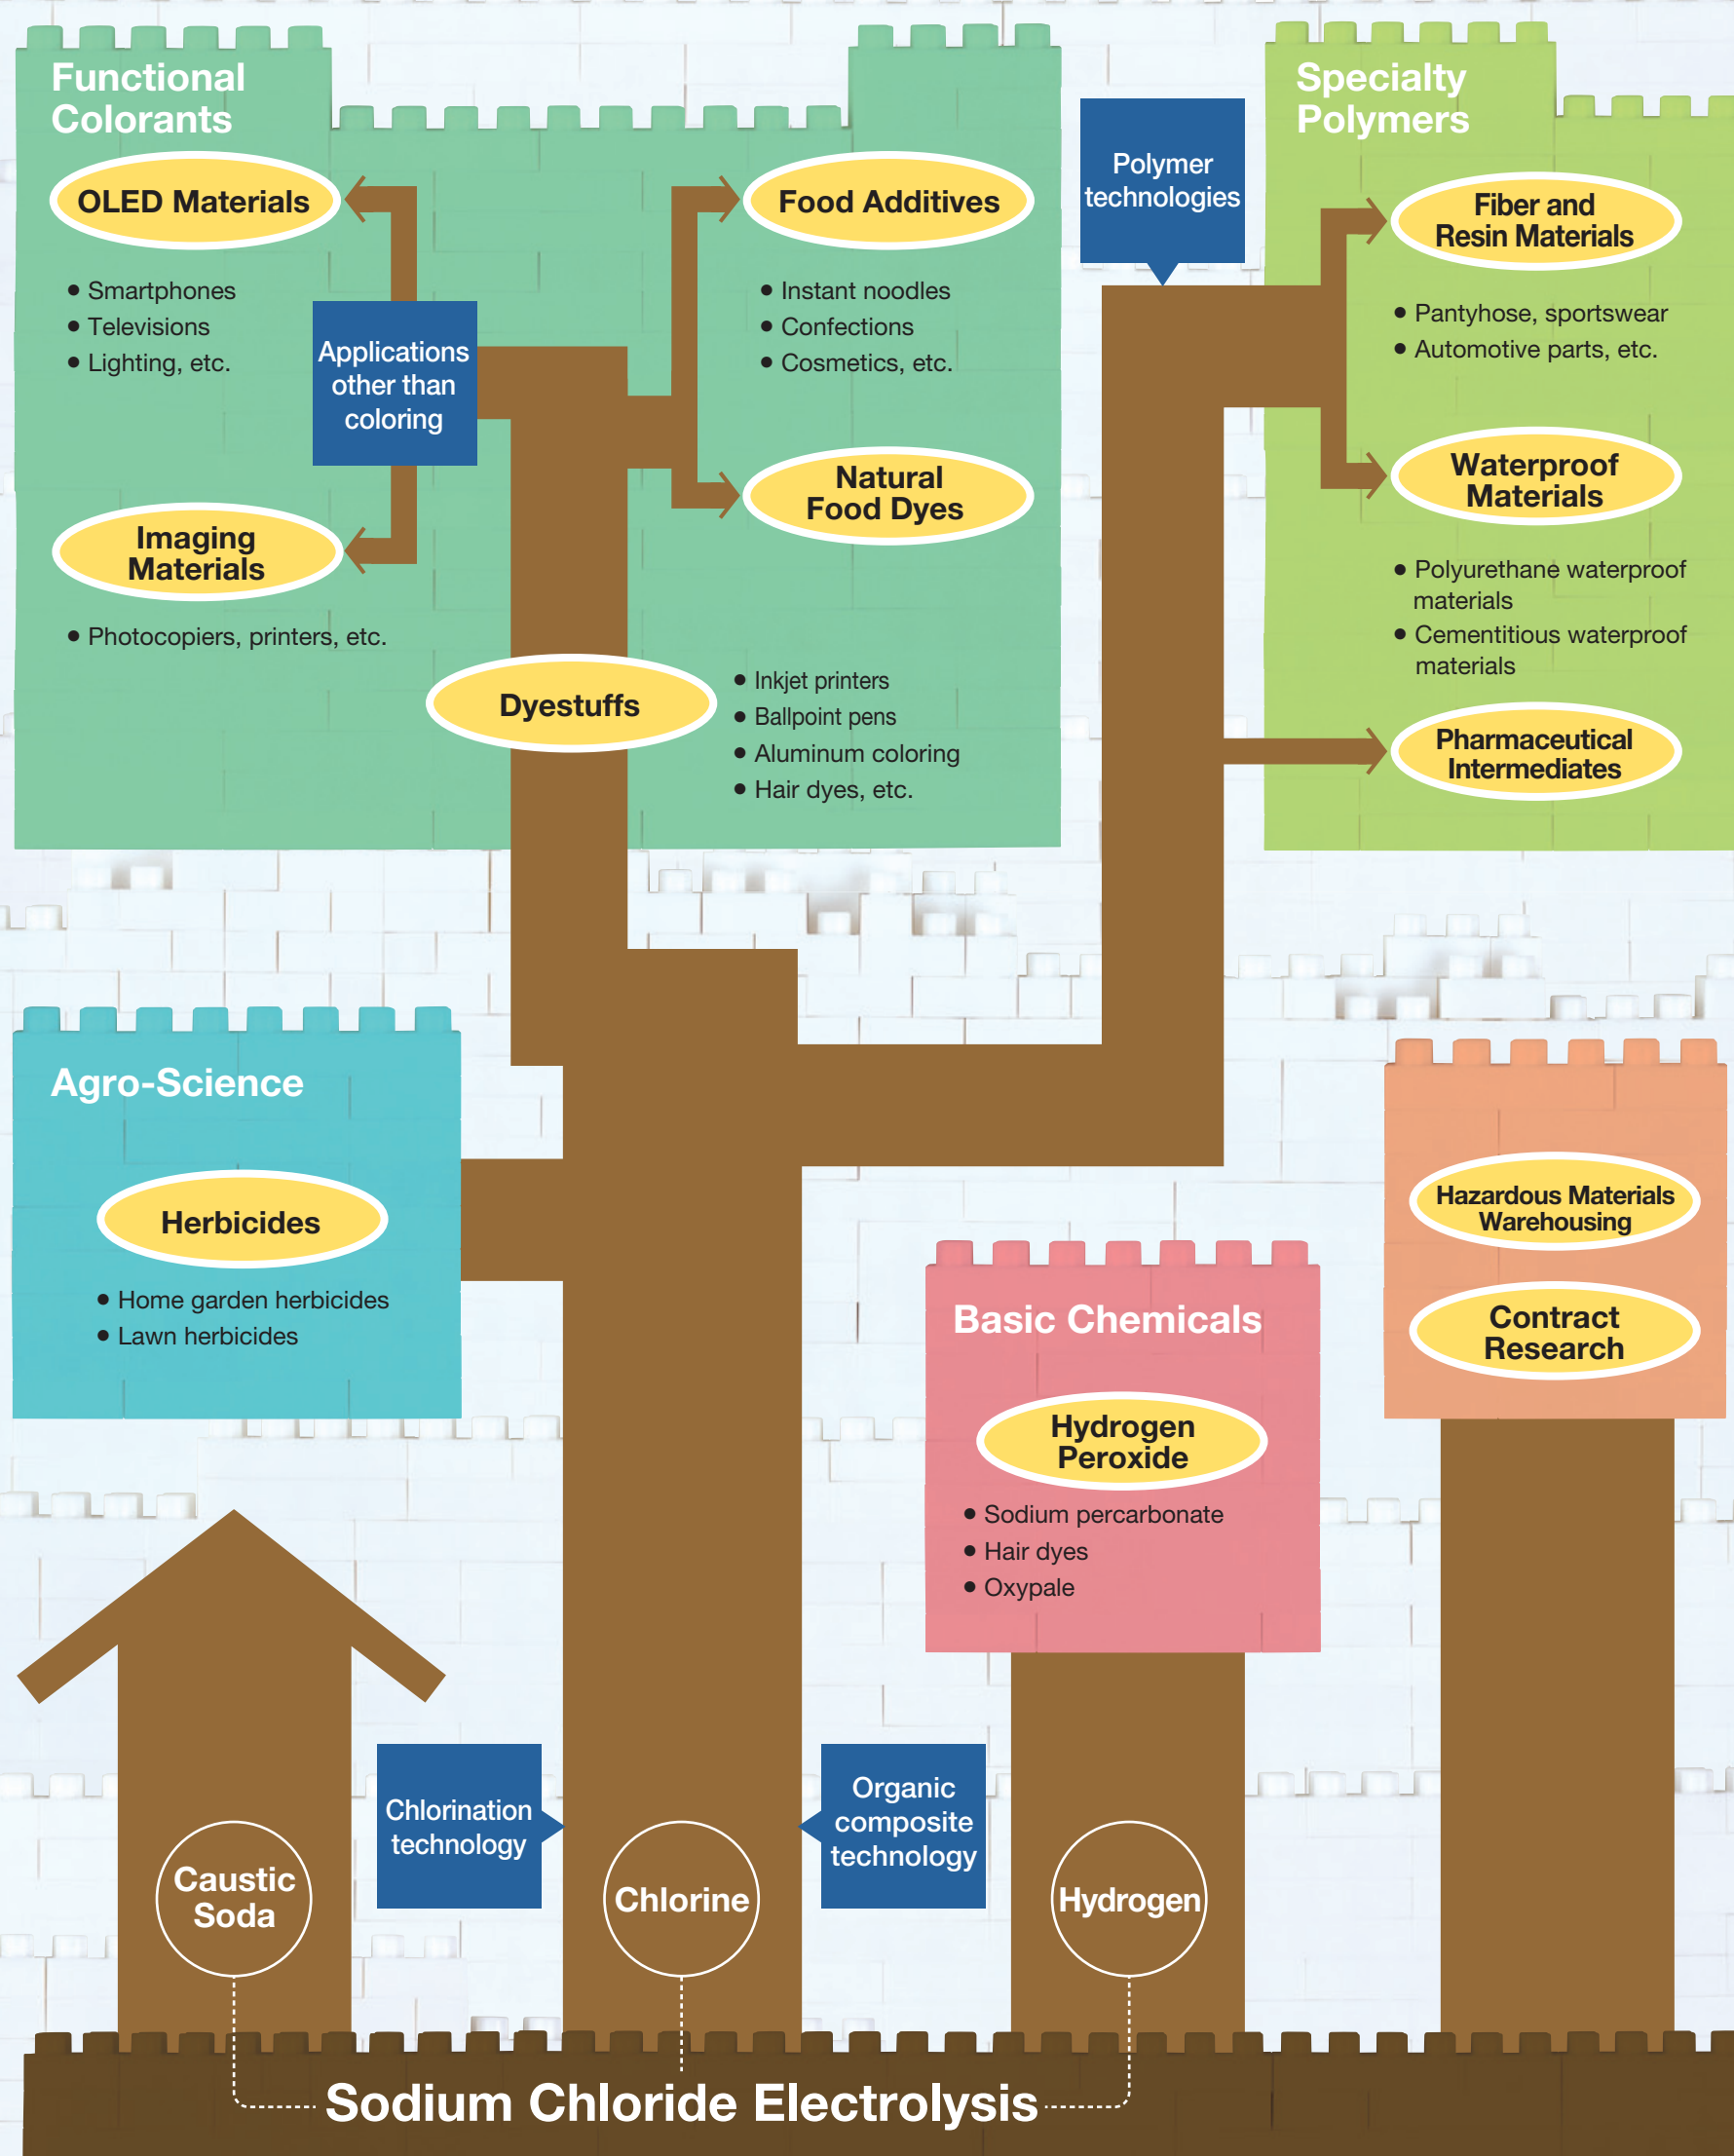 Functional
Colorants
OLED Materials
● Smartphones
● Televisions
● Lighting, etc.
Applications
other than
coloring
Imaging
Materials
● Photocopiers, printers, etc.
Food Additives
● Instant noodles
● Confections
● Cosmetics, etc.
Natural
Food Dyes
Dyestuffs
● Inkjet printers
● Ballpoint pens
● Aluminum coloring
● Hair dyes, etc.
Polymer
technologies
Specialty
Polymers
Fiber and
Resin Materials
● Pantyhose, sportswear
● Automotive parts, etc.
Waterproof
Materials
● Polyurethane waterproof
materials
● Cementitious waterproof
materials
Pharmaceutical
Intermediates
Agro-Science
Herbicides
● Home garden herbicides
● Lawn herbicides
Basic Chemicals
Hydrogen
Peroxide
● Sodium percarbonate
● Hair dyes
● Oxypale
Hazardous Materials
Warehousing
Contract
Research
Chlorination
technology
Organic
composite
technology
Caustic
Soda
Chlorine
Hydrogen
Sodium Chloride Electrolysis